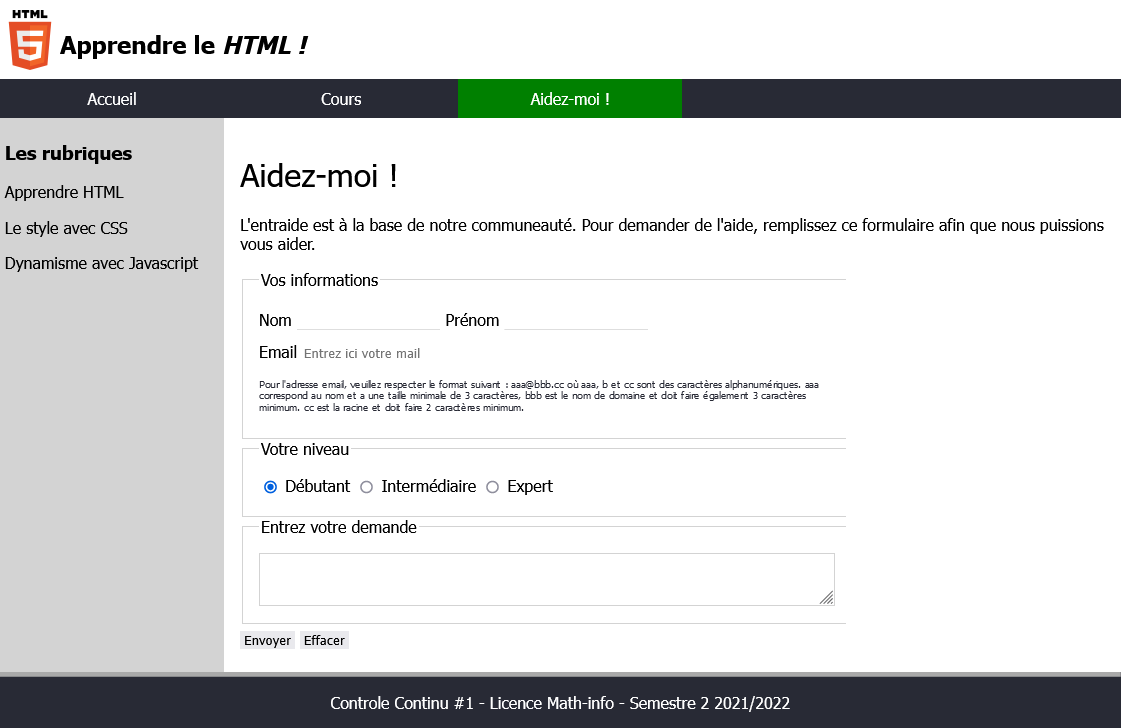 HTML
5
Apprendre le HTML !
Accueil Cours Aidez-moi !
Les rubriques
Apprendre HTML
Le style avec CSS
Dynamisme avec Javascript
Aidez-moi !
L'entraide est à la base de notre communeauté. Pour demander de l'aide, remplissez ce formulaire afin que nous puissions
vous aider.
Vos informations
Nom Prénom
Email Entrez ici votre mail
Pour l'adresse email, veuillez respecter le format suivant : aaa@bbb.cc où aaa, b et cc sont des caractères alphanumériques. aaa
correspond au nom et a une taille minimale de 3 caractères, bbb est le nom de domaine et doit faire également 3 caractères
minimum. cc est la racine et doit faire 2 caractères minimum.
Votre niveau
Débutant Intermédiaire Expert
Entrez votre demande
Envoyer Effacer
Controle Continu #1 - Licence Math-info - Semestre 2 2021/2022